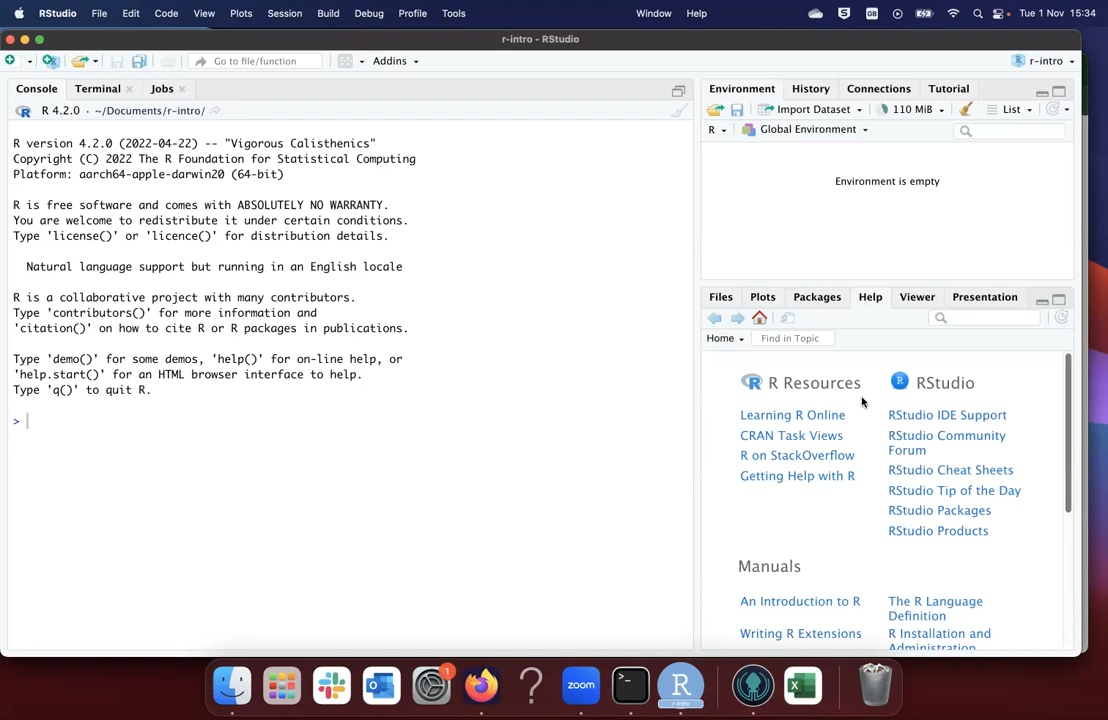 RStudio File Edit Code View Plots Session Build Debug Profile Tools Window Help S GB Tue 1 Nov 15:34
r-intro - RStudio
Go to file/function Addins R r-intro
Console Terminal Jobs
R 4.2.0 · ~/Documents/r-intro/
R version 4.2.0 (2022-04-22) -- "Vigorous Calisthenics"
Copyright (C) 2022 The R Foundation for Statistical Computing
Platform: aarch64-apple-darwin20 (64-bit)
R is free software and comes with ABSOLUTELY NO WARRANTY.
You are welcome to redistribute it under certain conditions.
Type 'license()' or 'licence()' for distribution details.
Natural language support but running in an English locale
R is a collaborative project with many contributors.
Type 'contributors()' for more information and
'citation()' on how to cite R or R packages in publications.
Type 'demo()' for some demos, 'help()' for on-line help, or
'help.start()' for an HTML browser interface to help.
Type 'q()' to quit R.
>
Environment History Connections Tutorial
Import Dataset 110 MiB List
R Global Environment
Environment is empty
Files Plots Packages Help Viewer Presentation
Home Find in Topic
R Resources
Learning R Online
CRAN Task Views
R on StackOverflow
Getting Help with R
R RStudio
RStudio IDE Support
RStudio Community
Forum
RStudio Cheat Sheets
RStudio Tip of the Day
RStudio Packages
RStudio Products
Manuals
An Introduction to R
Writing R Extensions
The R Language
Definition
R Installation and
Administration
1 ? zoom >_ R X
r-intro